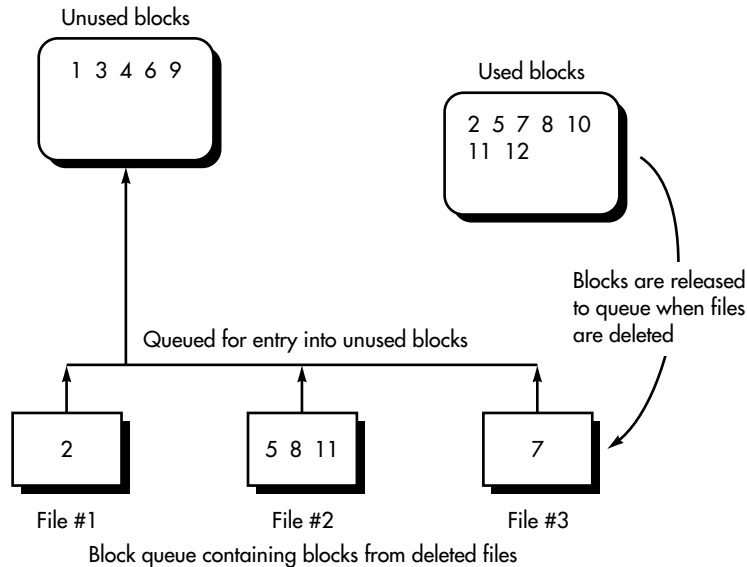 Unused blocks
1 3 4 6 9
Used blocks
2 5 7 8 10
11 12
Blocks are released
to queue when files
are deleted
Queued for entry into unused blocks
2
5 8 11
7
File #1
File #2
File #3
Block queue containing blocks from deleted files